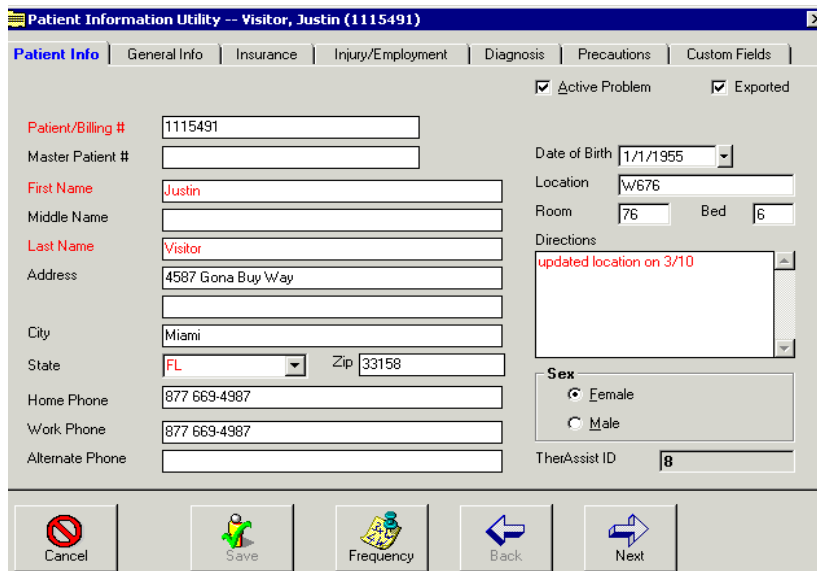 Patient Information Utility -- Visitor, Justin (1115491)
Patient Info General Info Insurance Injury/Employment Diagnosis Precautions Custom Fields
Active Problem Exported
Patient/Billing # 1115491
Master Patient #
Date of Birth 1/1/1955
First Name Justin
Location W676
Middle Name
Room 76 Bed 6
Last Name Visitor
Directions
updated location on 3/10
Address 4587 Gona Buy Way
City Miami
State FL Zip 33158
Sex
Female
Home Phone 877 669-4987
Male
Work Phone 877 669-4987
Alternate Phone
TherAssist ID 8
Cancel Save Frequency Back Next